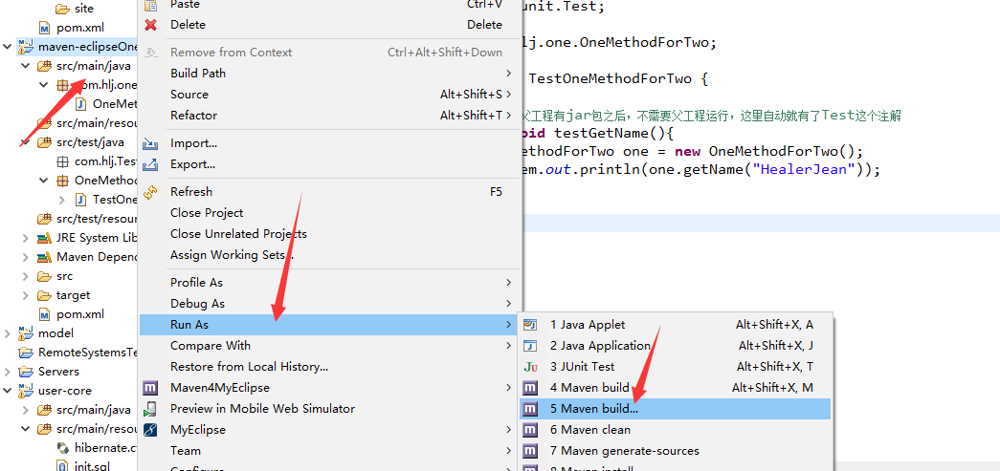 site
pom.xml
maven-eclipseOne
src/main/java
com.hlj.one
OneMet
src/main/resou
src/test/java
com.hlj.Test
OneMethod
TestOne
src/test/resour
JRE System Lib
Maven Depend
src
target
pom.xml
model
RemoteSystemsTe
Servers
user-core
src/main/java
src/main/resou
hibernate.c
init.sql
Paste Ctrl+V
Delete Delete
Remove from Context Ctrl+Alt+Shift+Down
Build Path
Source Alt+Shift+S
Refactor Alt+Shift+T
Import...
Export...
Refresh F5
Close Project
Close Unrelated Projects
Assign Working Sets...
Profile As
Debug As
Run As
Compare With
Restore from Local History...
Maven4MyEclipse
Preview in Mobile Web Simulator
MyEclipse
Team
Configure
1 Java Applet Alt+Shift+X, A
2 Java Application Alt+Shift+X, J
3 JUnit Test Alt+Shift+X, T
4 Maven build Alt+Shift+X, M
5 Maven build...
6 Maven clean
7 Maven generate-sources
8 Maven install
unit.Test;
lj.one.OneMethodForTwo;
TestOneMethodForTwo {
父工程有jar包之后，不需要父工程运行，这里自动就有了Test这个注解
oid testGetName(){
ethodForTwo one = new OneMethodForTwo();
em.out.println(one.getName("HealerJean"));